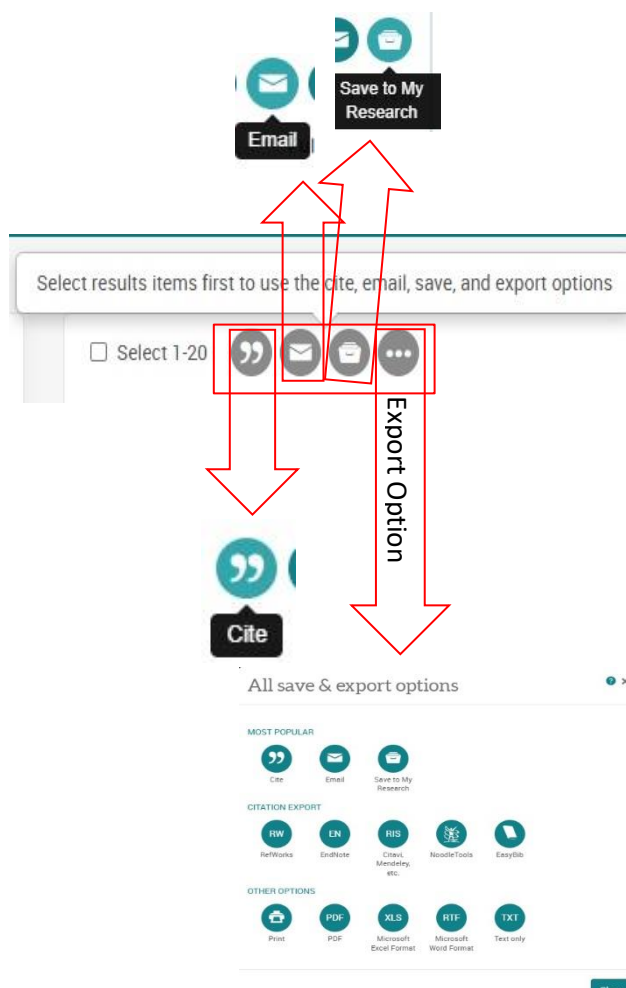 Save to My
Research
Email
Select results items first to use the cite, email, save, and export options
Select 1-20
Export Option
Cite
All save & export options
MOST POPULAR
Cite
Email
Save to My
Research
CITATION EXPORT
RW
EN
RIS
RefWorks
EndNote
Citavi,
Mendeley,
etc.
NoodleTools
EasyBib
OTHER OPTIONS
PDF
XLS
RTF
TXT
Print
PDF
Microsoft
Excel Format
Microsoft
Word Format
Text only